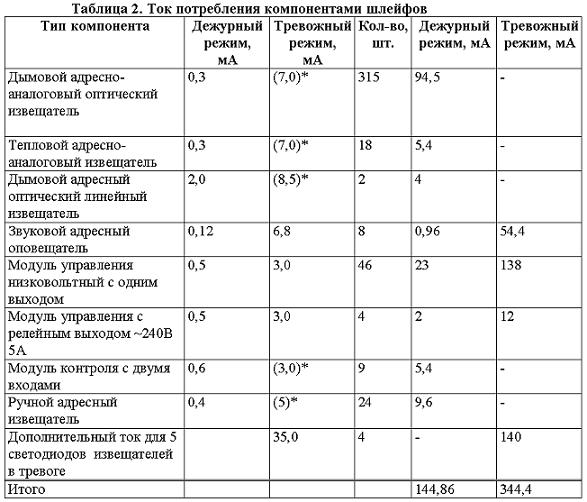 Таблица 2. Ток потребления компонентами шлейфов
Тип компонента Дежурный режим, мА Тревожный режим, мА Кол-во, шт. Дежурный режим, мА Тревожный режим, мА
Дымовой адресно-аналоговый оптический извещатель 0,3 (7,0)* 315 94,5 -
Тепловой адресно-аналоговый извещатель 0,3 (7,0)* 18 5,4 -
Дымовой адресный оптический линейный извещатель 2,0 (8,5)* 2 4 -
Звуковой адресный оповещатель 0,12 6,8 8 0,96 54,4
Модуль управления низковольтный с одним выходом 0,5 3,0 46 23 138
Модуль управления с релейным выходом ~240В 5А 0,5 3,0 4 2 12
Модуль контроля с двумя входами 0,6 (3,0)* 9 5,4 -
Ручной адресный извещатель 0,4 (5)* 24 9,6 -
Дополнительный ток для 5 светодиодов извещателей в тревоге 35,0 4 - 140
Итого 144,86 344,4